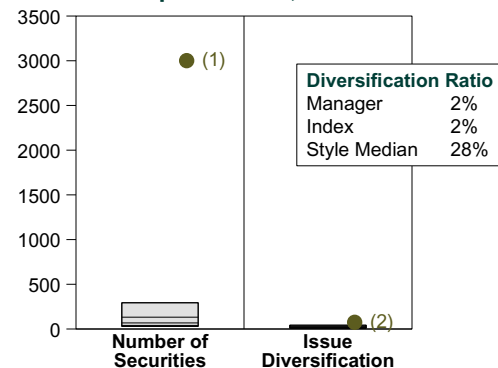 3500
3000
2500
2000
1500
1000
500
0
(1)
(2)
Diversification Ratio
Manager 2%
Index 2%
Style Median 28%
Number of
Securities
Issue
Diversification